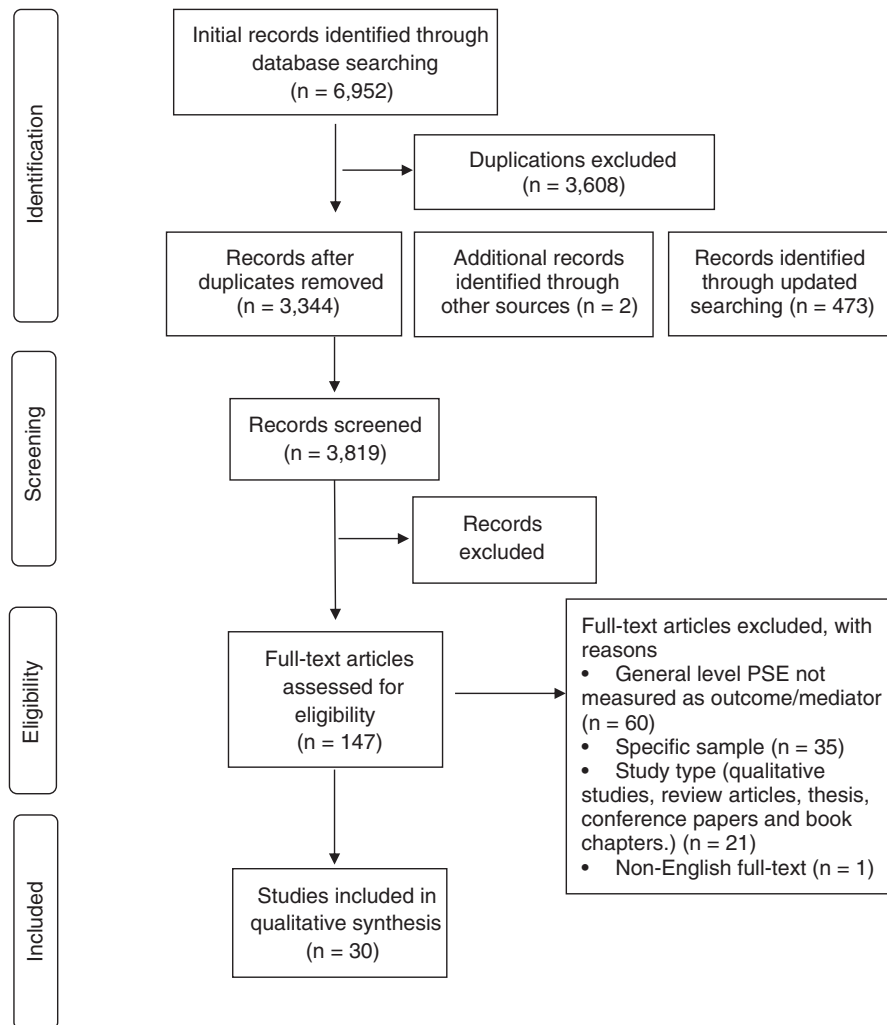 Identification
Initial records identified through
database searching
(n = 6,952)
Duplications excluded
(n = 3,608)
Records after
duplicates removed
(n = 3,344)
Additional records
identified through
other sources (n = 2)
Records identified
through updated
searching (n = 473)
Screening
Records screened
(n = 3,819)
Records
excluded
Eligibility
Full-text articles
assessed for
eligibility
(n = 147)
Full-text articles excluded, with
reasons
• General level PSE not
measured as outcome/mediator
(n = 60)
• Specific sample (n = 35)
• Study type (qualitative
studies, review articles, thesis,
conference papers and book
chapters.) (n = 21)
• Non-English full-text (n = 1)
Included
Studies included in
qualitative synthesis
(n = 30)